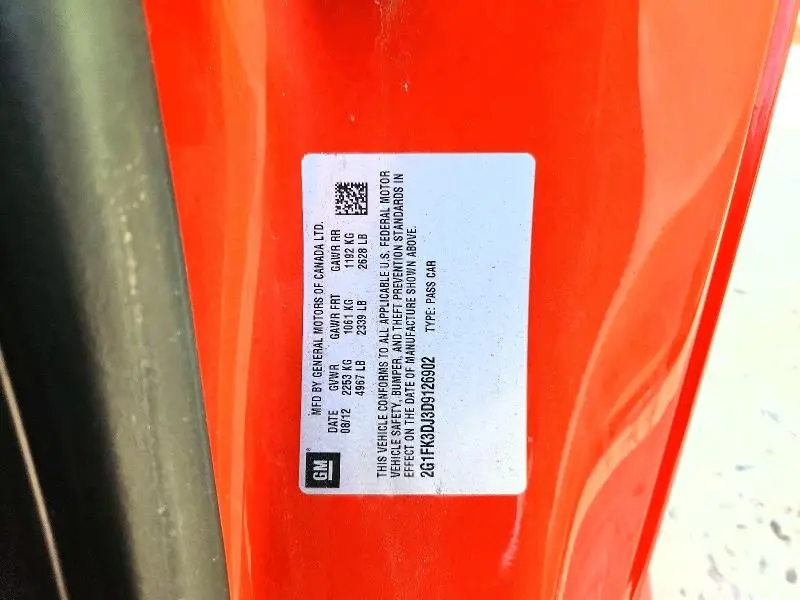 GM
MFD BY GENERAL MOTORS OF CANADA LTD.
DATE GVWR GAWR FRT GAWR RR
08/12 2253 KG 1061 KG 1192 KG
4967 LB 2339 LB 2628 LB
THIS VEHICLE CONFORMS TO ALL APPLICABLE U.S. FEDERAL MOTOR
VEHICLE SAFETY, BUMPER, AND THEFT PREVENTION STANDARDS IN
EFFECT ON THE DATE OF MANUFACTURE SHOWN ABOVE.
2G1FK3DJ3D9126902 TYPE: PASS CAR